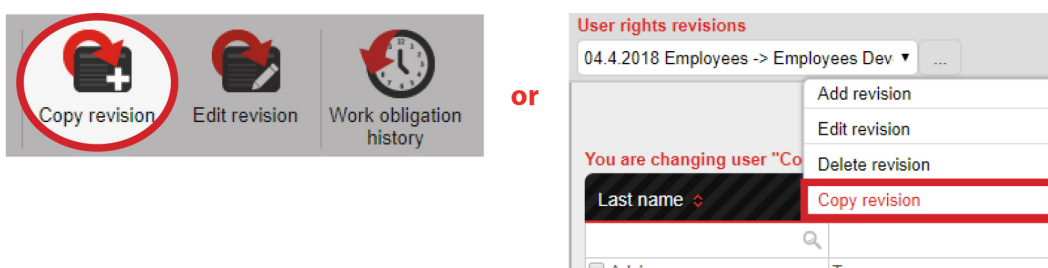 Copy revision
Edit revision
Work obligation
history
or
User rights revisions
04.4.2018 Employees -> Employees Dev
...
Add revision
Edit revision
Delete revision
Copy revision
You are changing user "Co
Last name